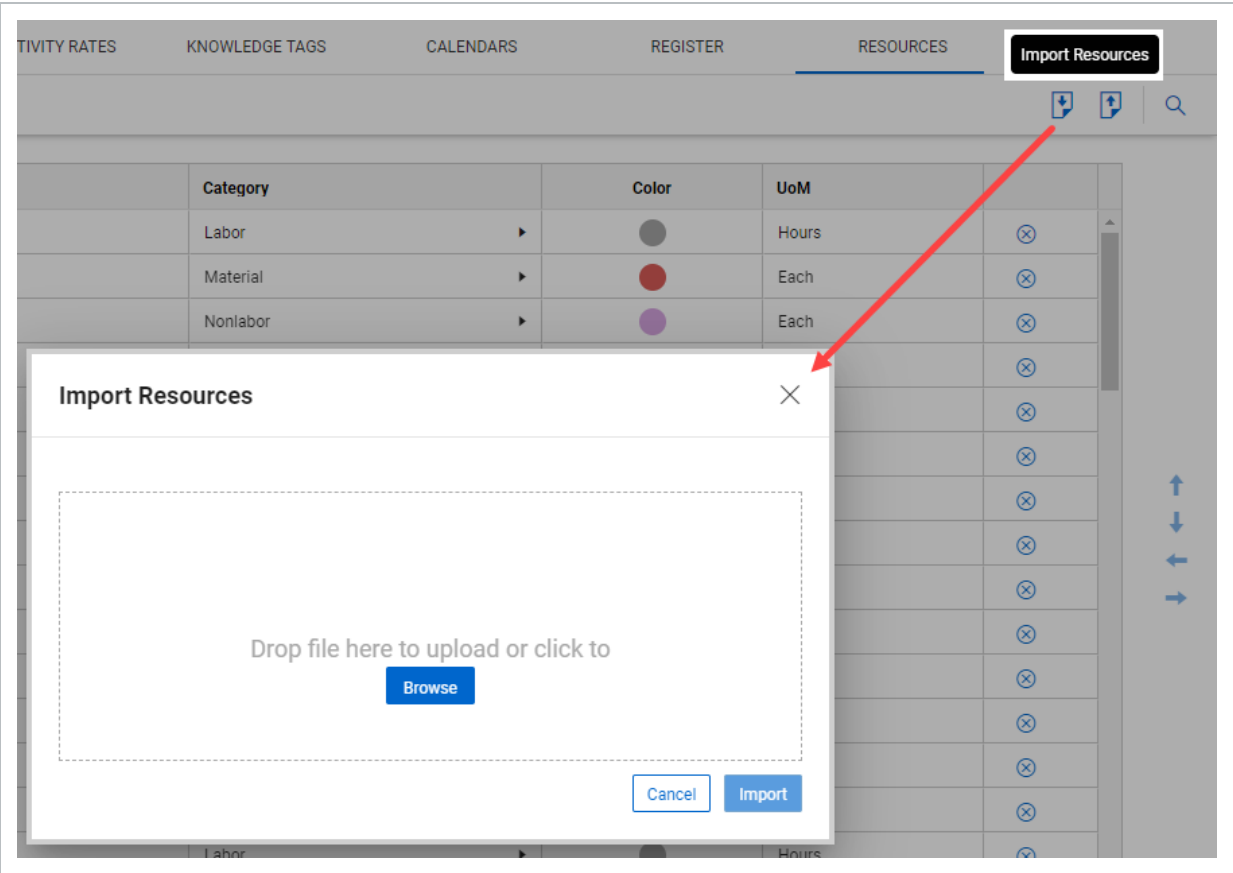 TIVITY RATES KNOWLEDGE TAGS CALENDARS REGISTER RESOURCES Import Resources
Category Color UoM
Labor Hours
Material Each
Nonlabor Each
Import Resources
Drop file here to upload or click to
Browse
Cancel Import
Labor Hours